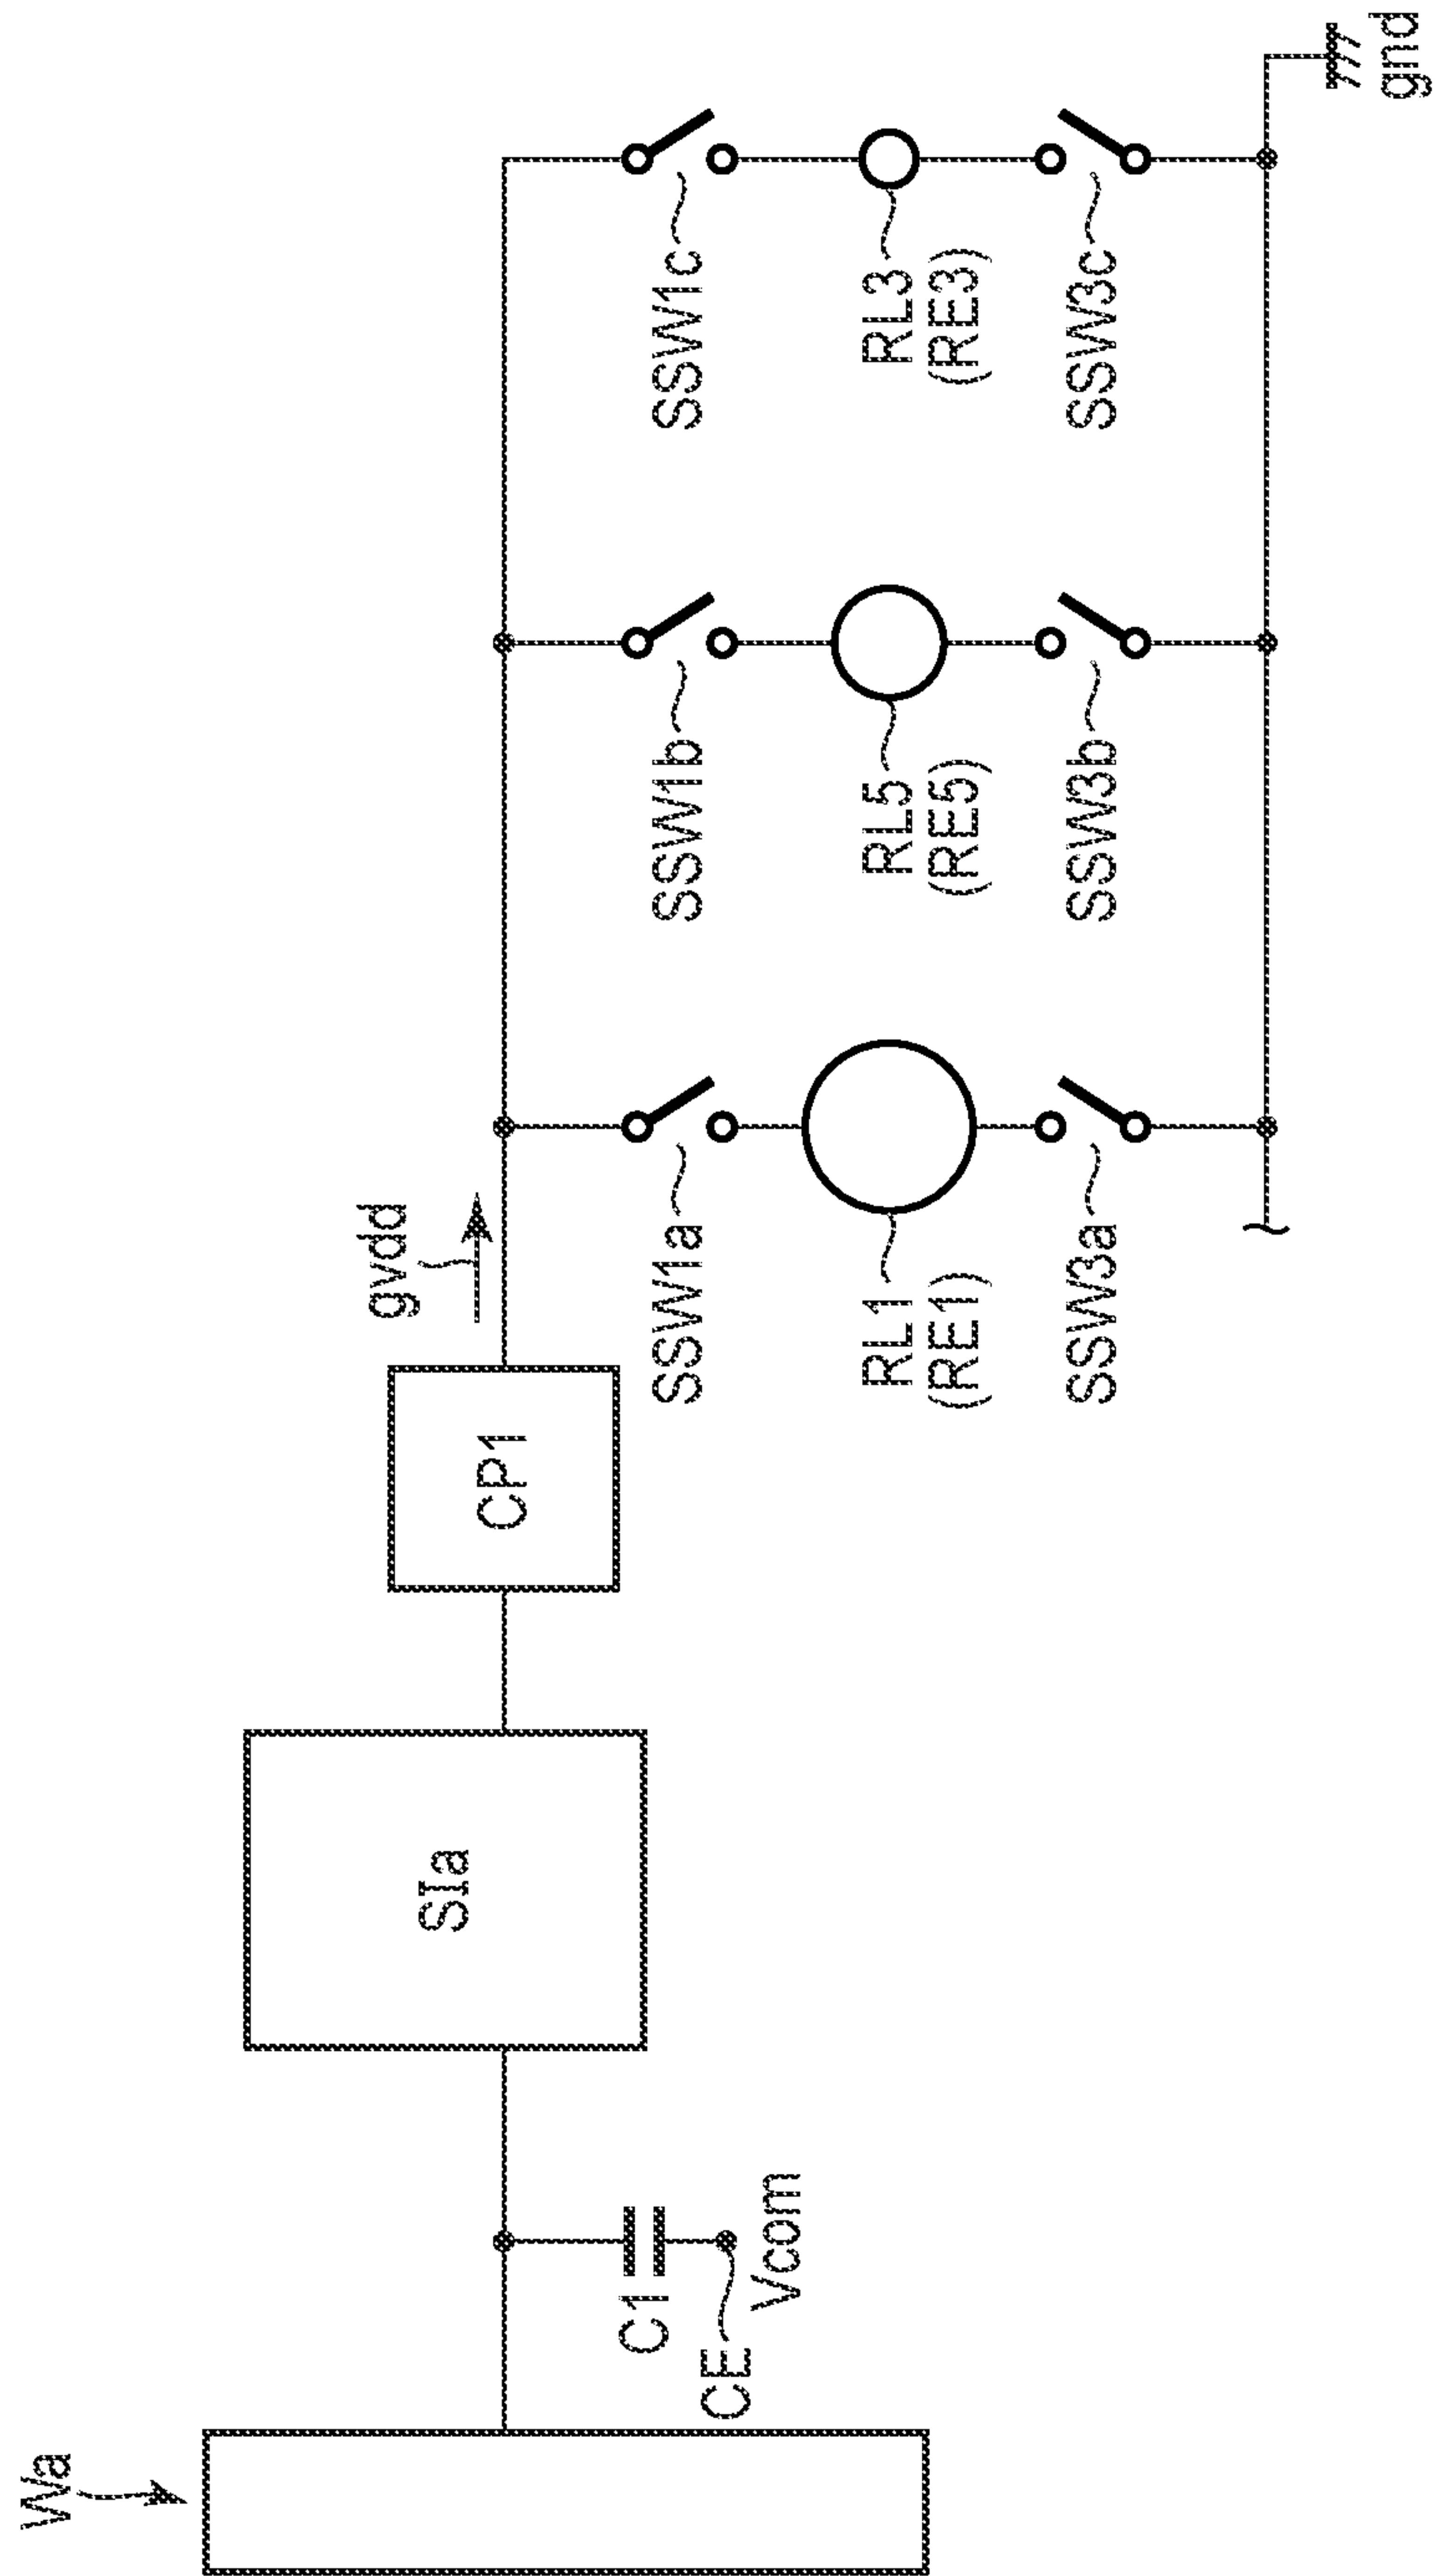 Wa
C1
CE
Vcom
SIa
CP1
gvdd
SSW1a
RL1
(RE1)
SSW3a
SSW1b
RL5
(RE5)
SSW3b
SSW1c
RL3
(RE3)
SSW3c
gnd